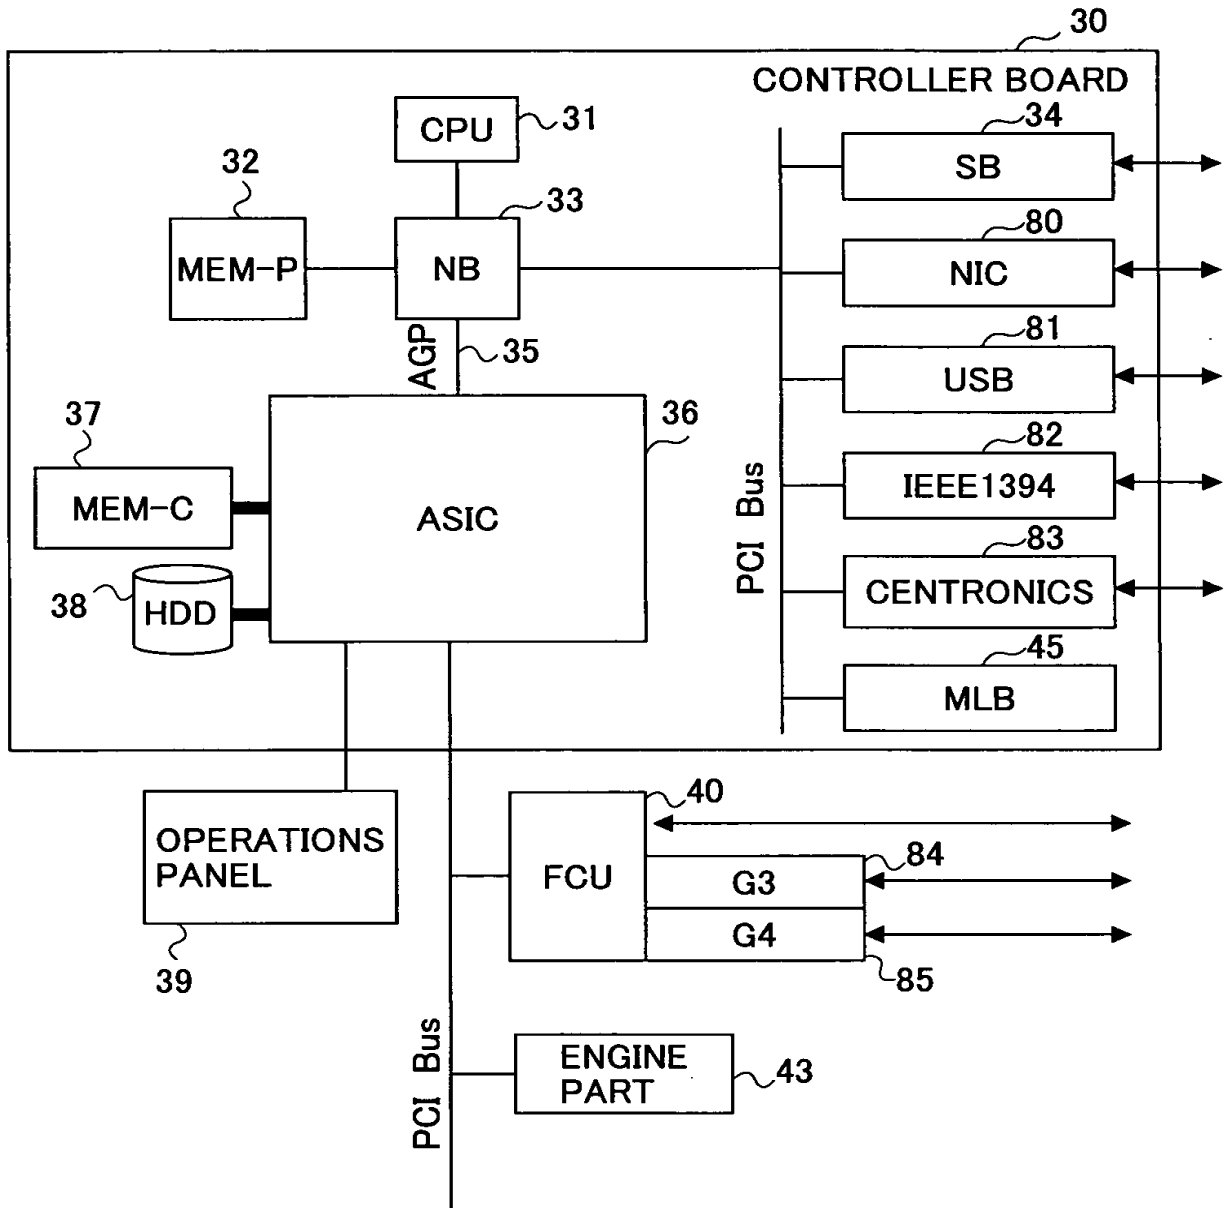 30
CONTROLLER BOARD
CPU
31
34
SB
32
33
MEM-P
NB
80
NIC
AGP
35
81
USB
37
36
82
MEM-C
ASIC
PCI Bus
IEEE1394
38
HDD
83
CENTRONICS
45
MLB
40
OPERATIONS
PANEL
FCU
84
G3
G4
39
85
PCI Bus
ENGINE
PART
43